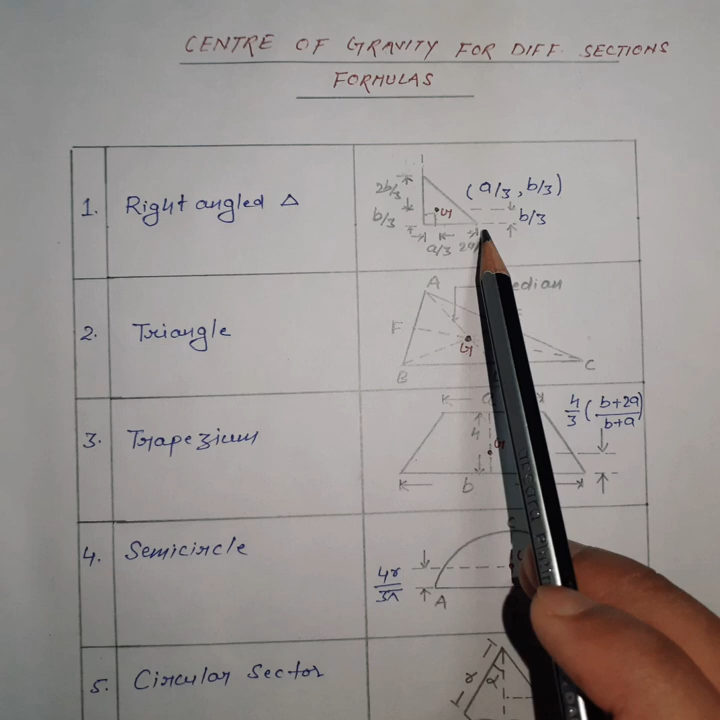 CENTRE OF GRAVITY FOR DIFF. SECTIONS
FORMULAS
1. Right angled Δ
2b/3
b/3
a/3
G
(a/3, b/3)
b/3
2. Triangle
A
F
B
G
C
3. Trapezium
h
G
b
h/3 (b+2a / b+a)
4. Semicircle
4r/3π
A
5. Circular Sector
r
α